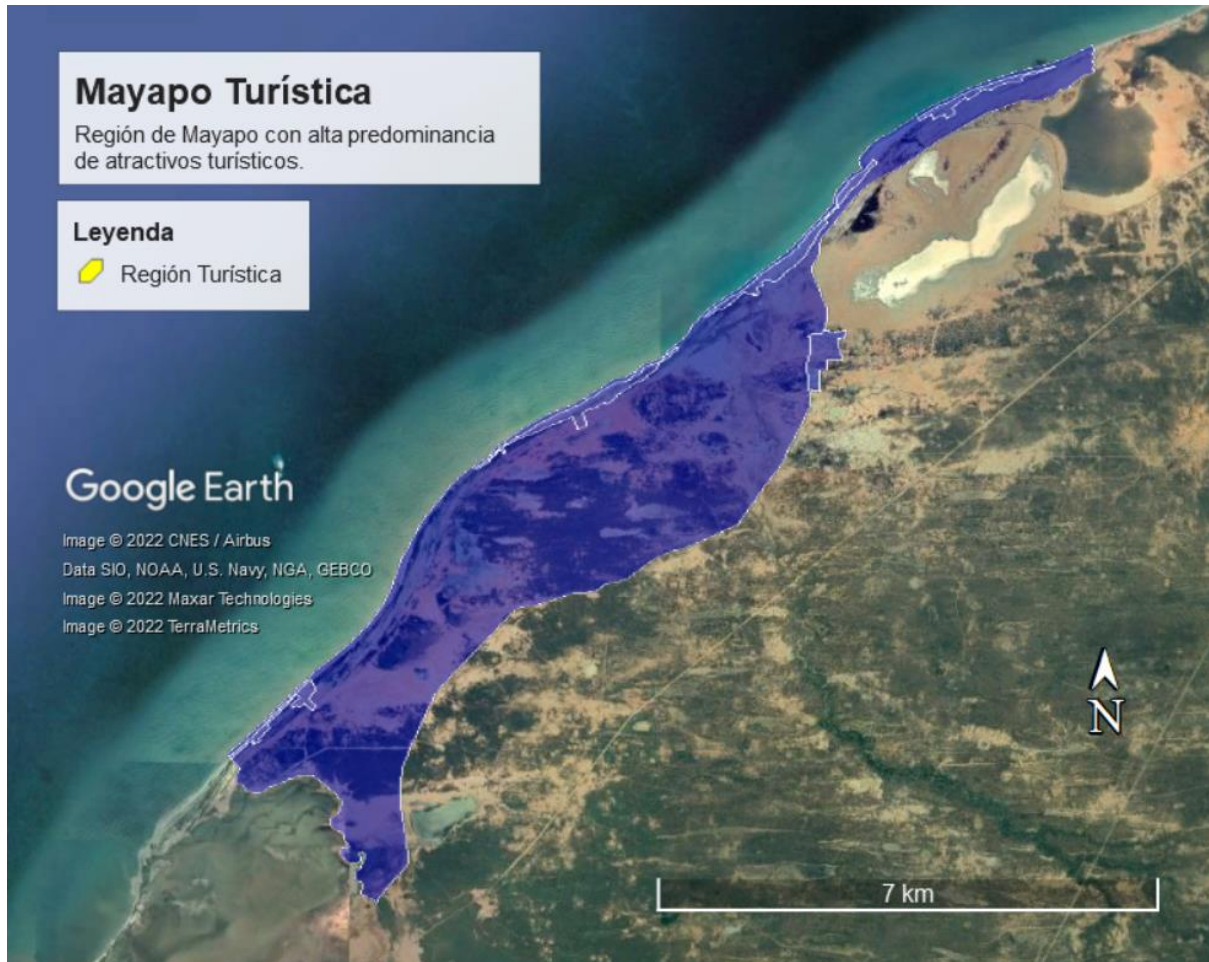 Mayapo Turística
Región de Mayapo con alta predominancia
de atractivos turísticos.
Leyenda
Región Turística
Google Earth
Image © 2022 CNES / Airbus
Data SIO, NOAA, U.S. Navy, NGA, GEBCO
Image © 2022 Maxar Technologies
Image © 2022 TerraMetrics
N
7 km